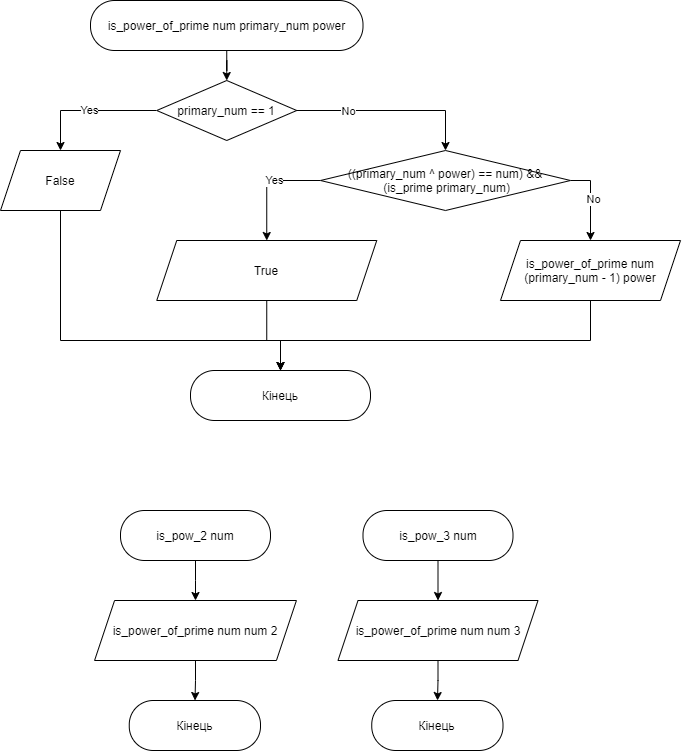 is_power_of_prime num primary_num power
primary_num == 1
Yes
No
False
((primary_num ^ power) == num) &&
(is_prime primary_num)
Yes
No
True
is_power_of_prime num
(primary_num - 1) power
Кінець
is_pow_2 num
is_pow_3 num
is_power_of_prime num num 2
is_power_of_prime num num 3
Кінець
Кінець